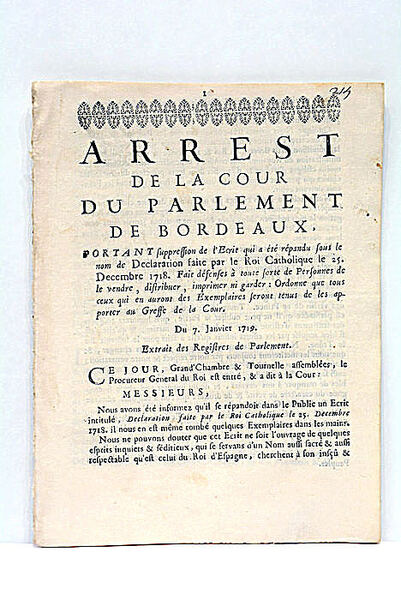 1
ARREST
DE LA COUR
DU PARLEMENT
DE BORDEAUX,
PORTANT suppression de l'Ecrit qui a été répandu sous le
nom de Declaration faite par le Roi Catholique le 25.
Decembre 1718. Fait défenses à toute sorte de Personnes de
le vendre, distribuer, imprimer ni garder : Ordonne que tous
ceux qui en auront des Exemplaires seront tenus de les ap-
porter au Greffe de la Cour.
Du 7. Janvier 1719.
Extrait des Registres de Parlement.
CE JOUR, Grand'Chambre & Tournelle assemblées, le
Procureur General du Roi est entré, & a dit à la Cour :
MESSIEURS,
Nous avons été informez qu'il se répandoit dans le Public un Ecrit
intitulé, Declaration faite par le Roi Catholique le 25. Decembre
1718. il nous en est même tombé quelques Exemplaires dans les mains.
Nous ne pouvons douter que cet Ecrit ne soit l'ouvrage de quelques
esprits inquiets & séditieux, qui se servans d'un Nom aussi sacré & aussi
respectable qu'est celui du Roi d'Espagne, cherchent à son insçû &